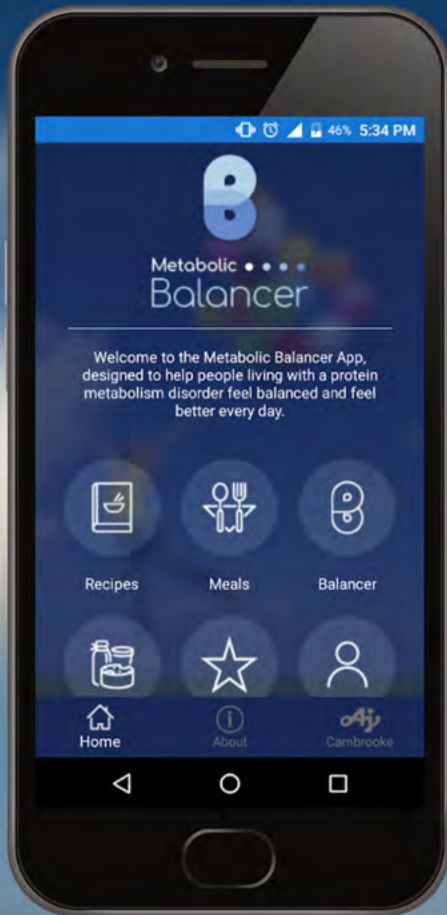 46% 5:34 PM
Metabolic
Balancer
Welcome to the Metabolic Balancer App,
designed to help people living with a protein
metabolism disorder feel balanced and feel
better every day.
Recipes Meals Balancer
Home About Cambrooke